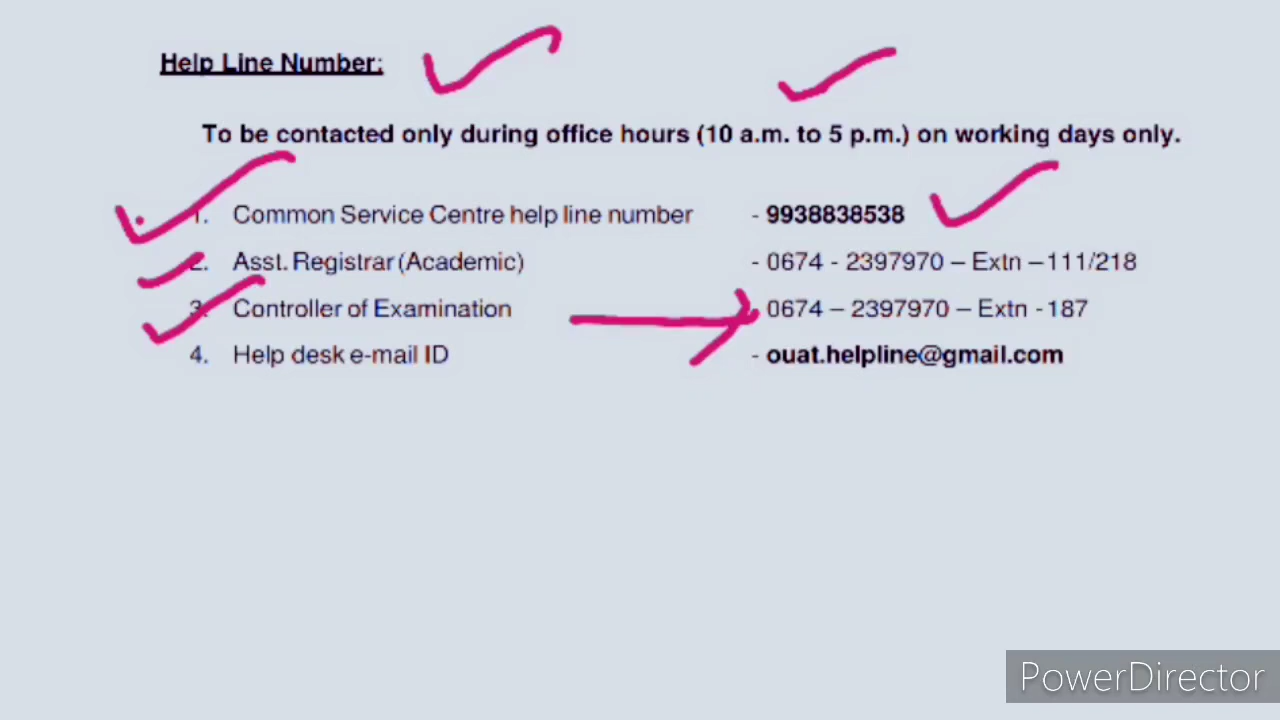 Help Line Number:
To be contacted only during office hours (10 a.m. to 5 p.m.) on working days only.
1. Common Service Centre help line number - 9938838538
2. Asst. Registrar (Academic) - 0674 - 2397970 – Extn – 111/218
3. Controller of Examination - 0674 – 2397970 – Extn - 187
4. Help desk e-mail ID - ouat.helpline@gmail.com
PowerDirector